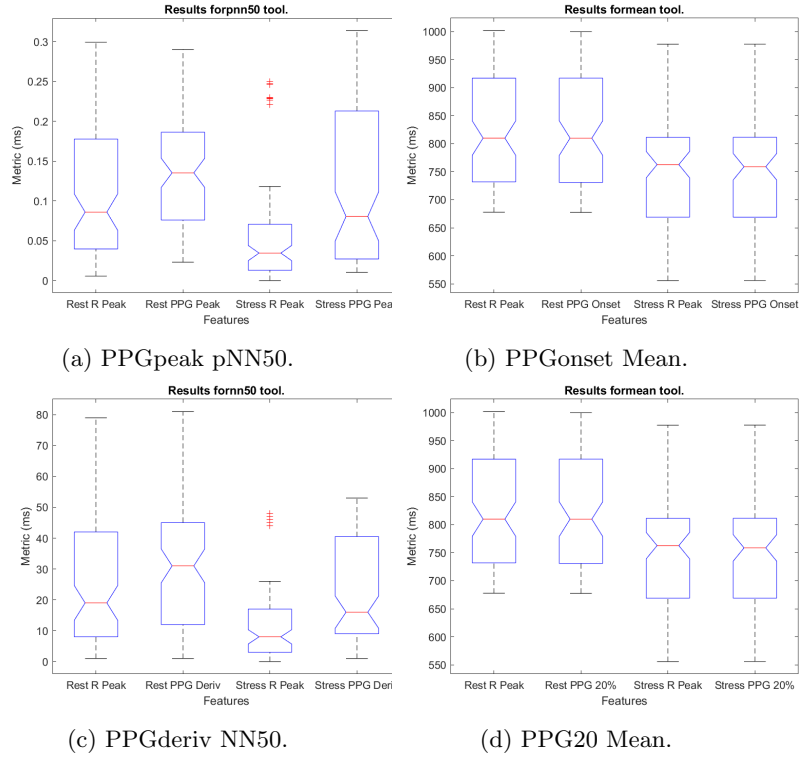 Results forpnn50 tool.
0.3
0.25
0.2
0.15
0.1
0.05
0
Metric (ms)
Rest R Peak Rest PPG Peak Stress R Peak Stress PPG Peak
Features
(a) PPGpeak pNN50.
Results formean tool.
1000
950
900
850
800
750
700
650
600
550
Metric (ms)
Rest R Peak Rest PPG Onset Stress R Peak Stress PPG Onset
Features
(b) PPGonset Mean.
Results fornn50 tool.
80
70
60
50
40
30
20
10
0
Metric (ms)
Rest R Peak Rest PPG Deriv Stress R Peak Stress PPG Deri
Features
(c) PPGderiv NN50.
Results formean tool.
1000
950
900
850
800
750
700
650
600
550
Metric (ms)
Rest R Peak Rest PPG 20% Stress R Peak Stress PPG 20%
Features
(d) PPG20 Mean.